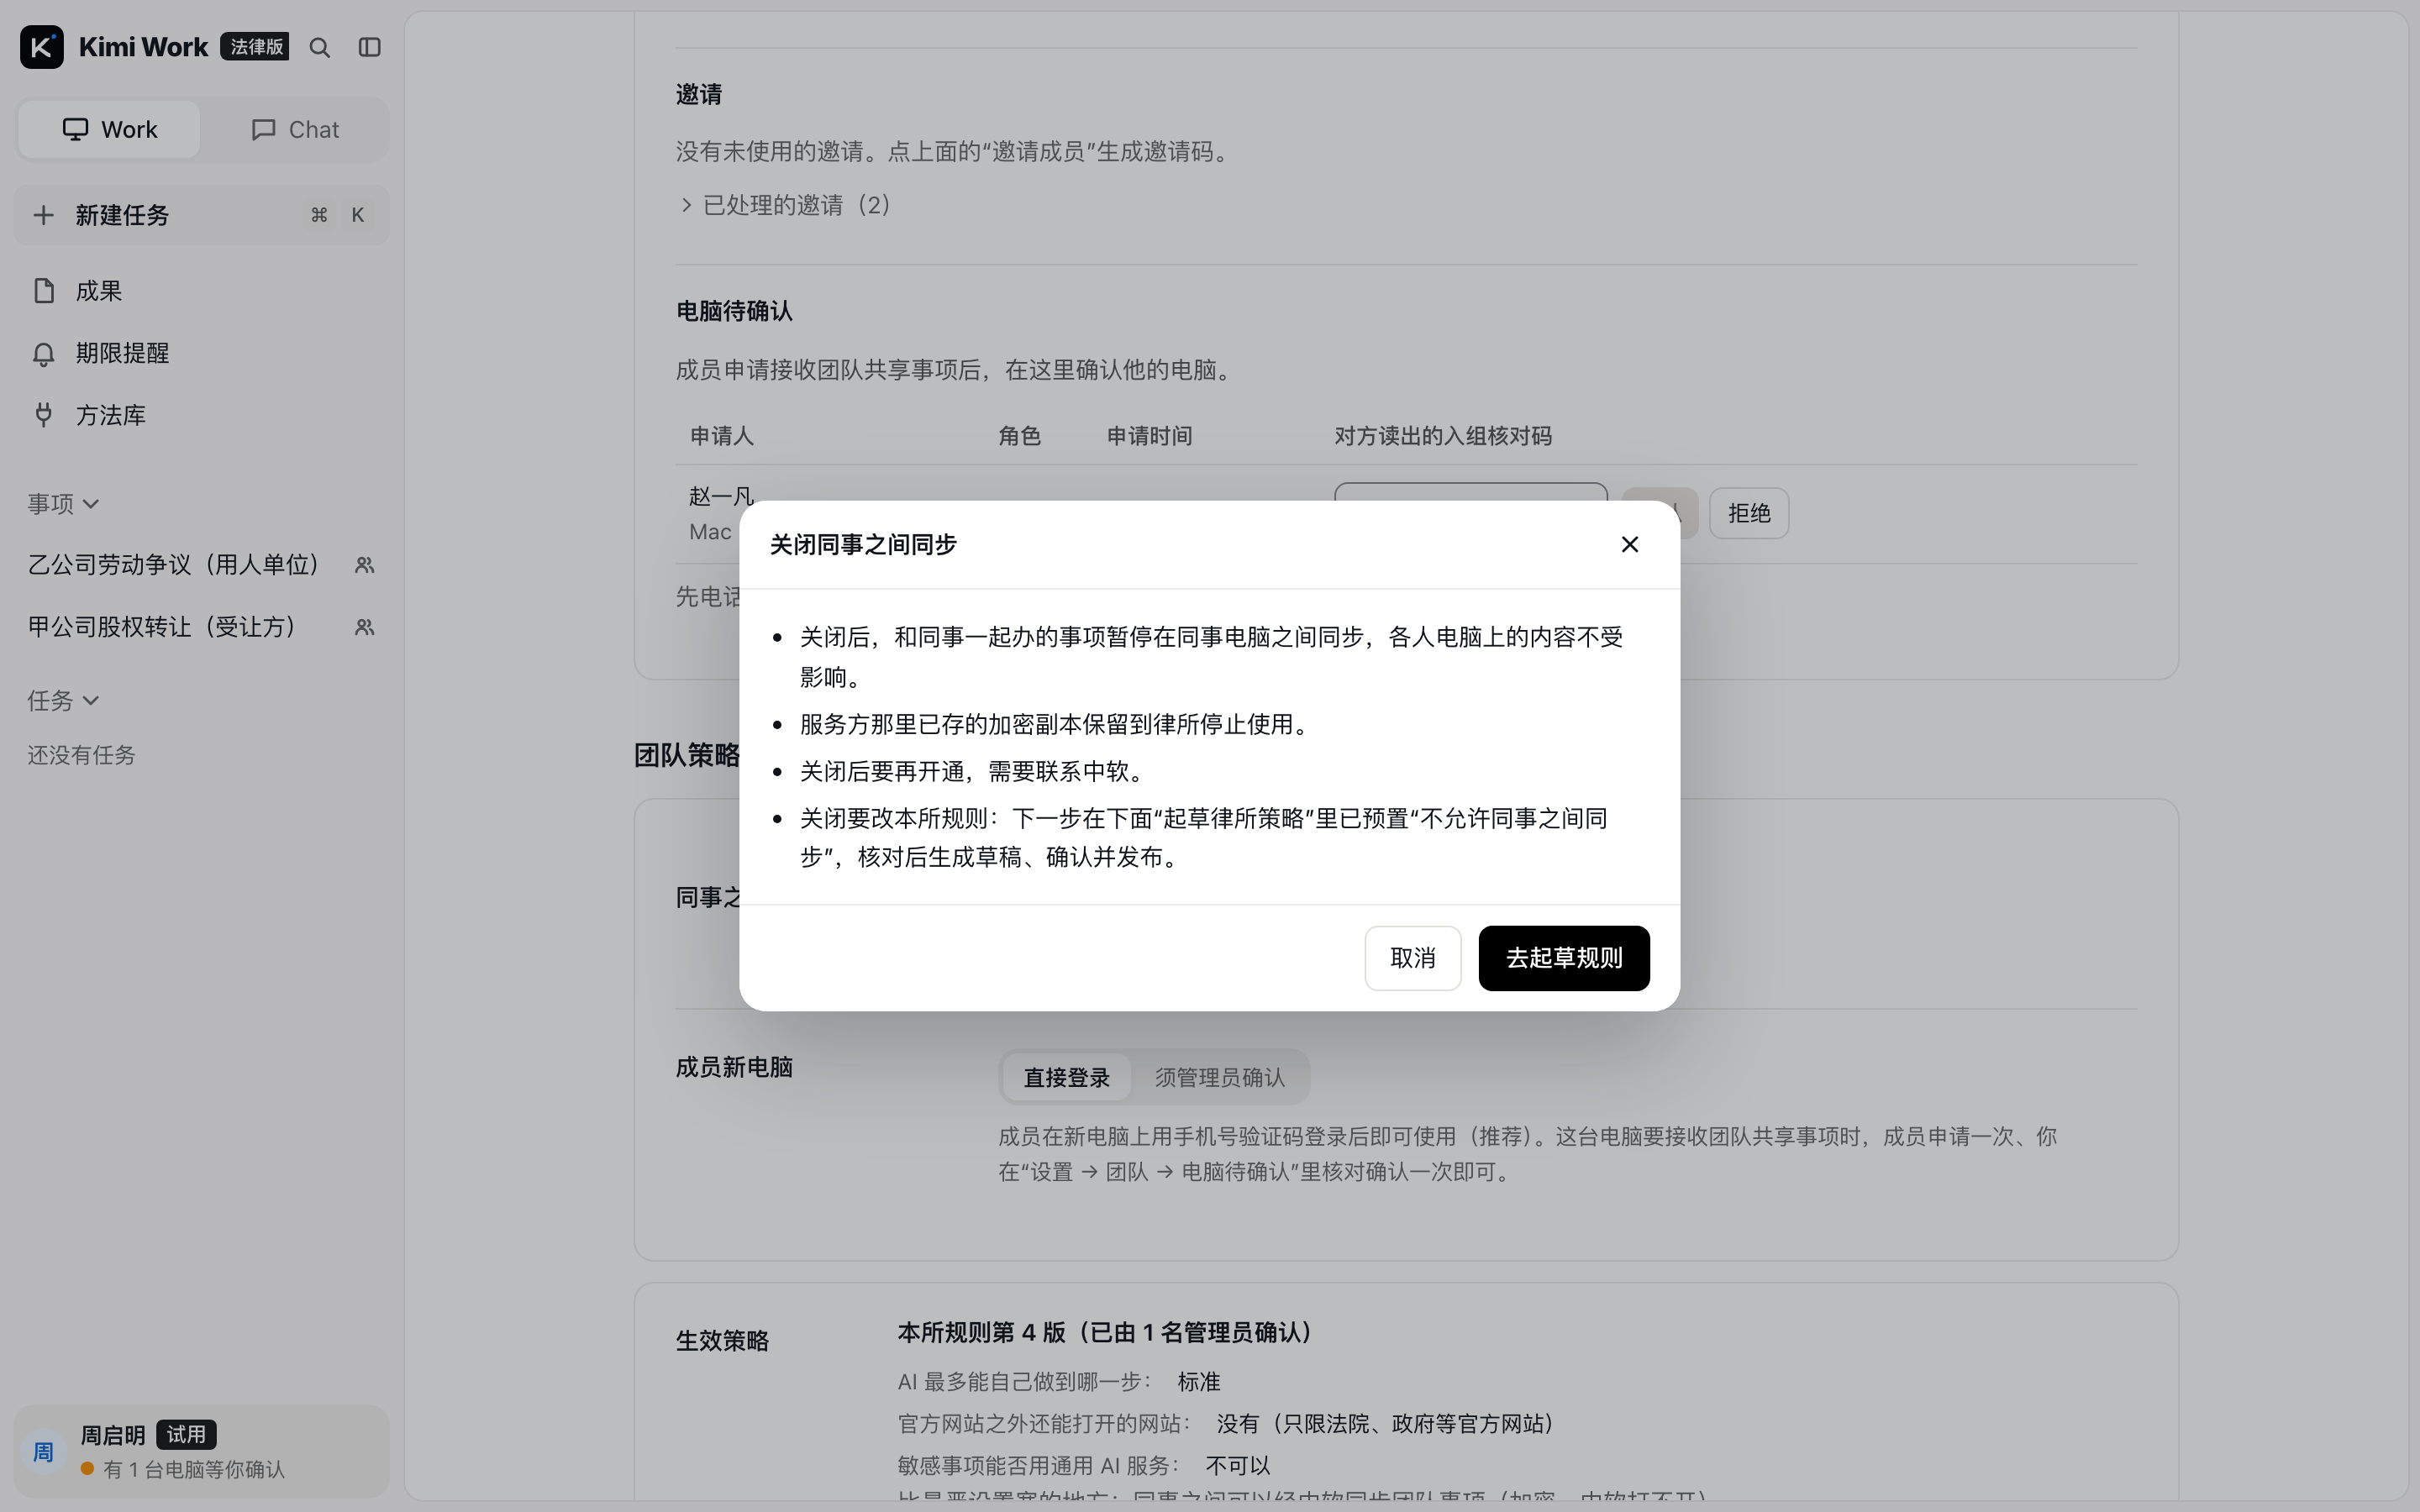 Kimi Work 法律版
Work Chat
新建任务 ⌘ K
成果
期限提醒
方法库
事项
乙公司劳动争议（用人单位）
甲公司股权转让（受让方）
任务
还没有任务
周 周启明 试用
有 1 台电脑等你确认
邀请
没有未使用的邀请。点上面的“邀请成员”生成邀请码。
已处理的邀请（2）
电脑待确认
成员申请接收团队共享事项后，在这里确认他的电脑。
申请人 角色 申请时间 对方读出的入组核对码
赵一凡
Mac
拒绝
先电话
关闭同事之间同步
关闭后，和同事一起办的事项暂停在同事电脑之间同步，各人电脑上的内容不受
影响。
服务方那里已存的加密副本保留到律所停止使用。
关闭后要再开通，需要联系中软。
关闭要改本所规则：下一步在下面“起草律所策略”里已预置“不允许同事之间同
步”，核对后生成草稿、确认并发布。
取消 去起草规则
团队策略
同事之
成员新电脑
直接登录 须管理员确认
成员在新电脑上用手机号验证码登录后即可使用（推荐）。这台电脑要接收团队共享事项时，成员申请一次、你
在“设置 → 团队 → 电脑待确认”里核对确认一次即可。
生效策略
本所规则第 4 版（已由 1 名管理员确认）
AI 最多能自己做到哪一步： 标准
官方网站之外还能打开的网站： 没有（只限法院、政府等官方网站）
敏感事项能否用通用 AI 服务： 不可以